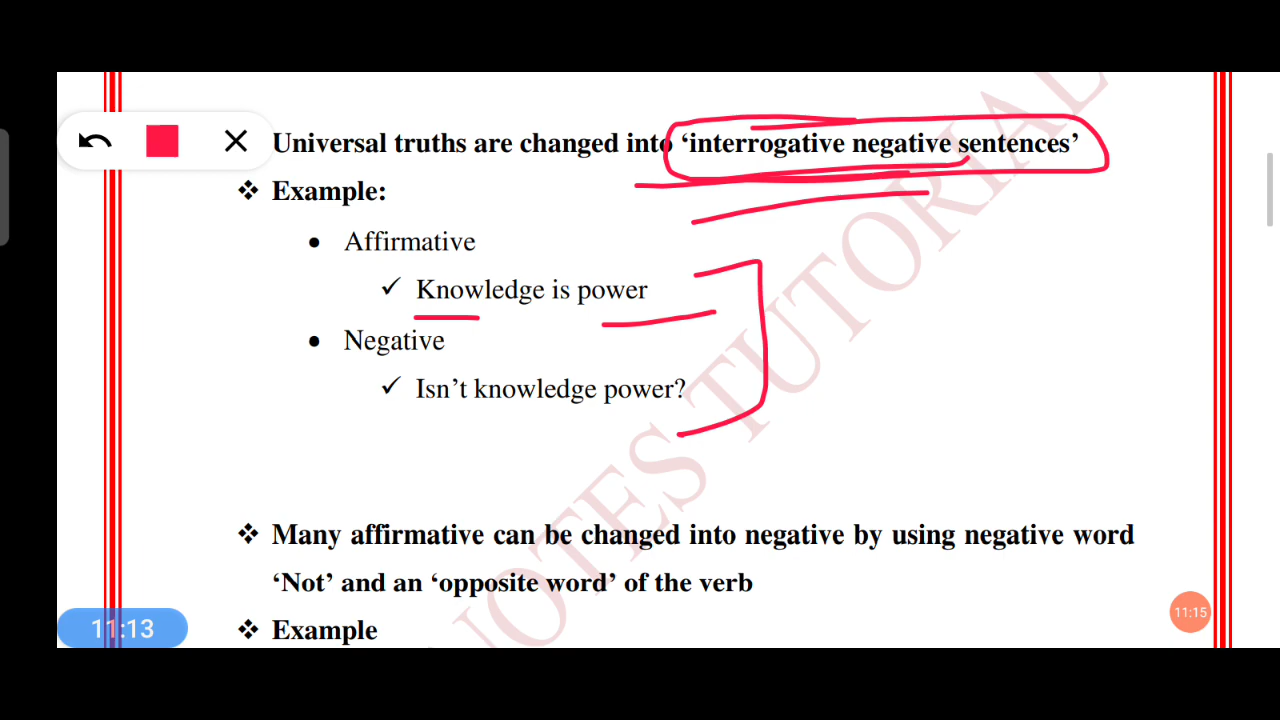 Universal truths are changed into ‘interrogative negative sentences’
❖ Example:
• Affirmative
✓ Knowledge is power
• Negative
✓ Isn’t knowledge power?
❖ Many affirmative can be changed into negative by using negative word
‘Not’ and an ‘opposite word’ of the verb
❖ Example
11:13
11:15
NOTES TUTORIAL